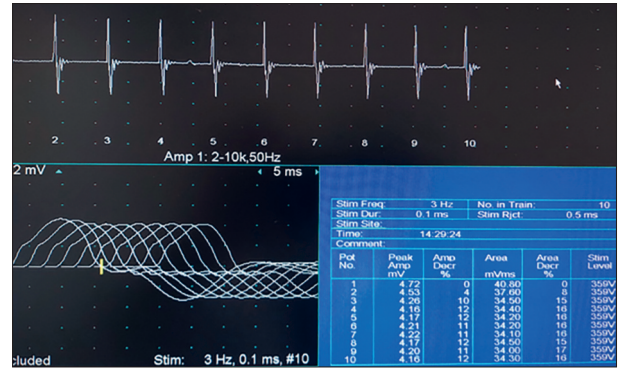 2 3 4 5 6 7 8 9 10
Amp 1: 2-10k,50Hz
2 mV 5 ms
cluded Stim: 3 Hz, 0.1 ms, #10
Stim Freq: 3 Hz No. in Train: 10
Stim Dur: 0.1 ms Stim Rjct: 0.5 ms
Stim Site:
Time: 14:29:24
Comment:
Pot No. Peak Amp mV Amp Decr % Area mVms Area Decr % Stim Level
1 4.72 0 40.80 0 359V
2 4.53 4 37.60 8 359V
3 4.26 10 34.50 15 359V
4 4.16 12 34.40 16 359V
5 4.17 12 34.20 16 359V
6 4.21 11 34.20 16 359V
7 4.22 11 34.10 16 359V
8 4.17 12 34.50 15 359V
9 4.20 11 34.00 17 359V
10 4.16 12 34.30 16 359V